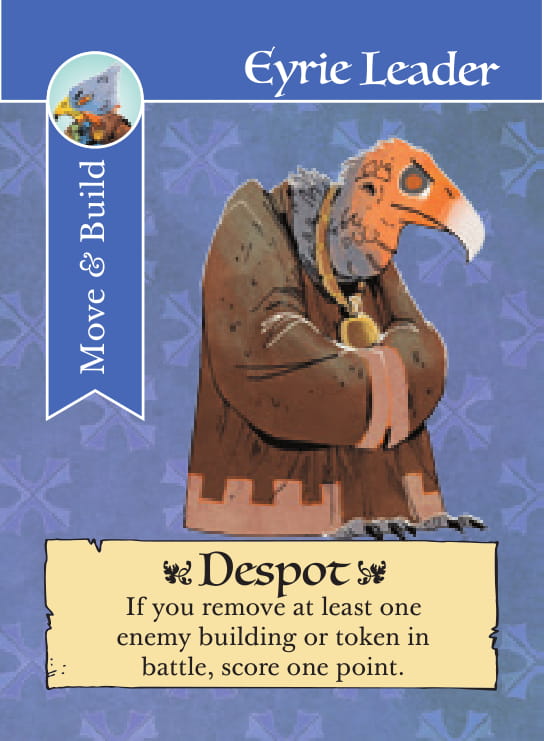 Eyrie Leader
Move & Build
Despot
If you remove at least one
enemy building or token in
battle, score one point.